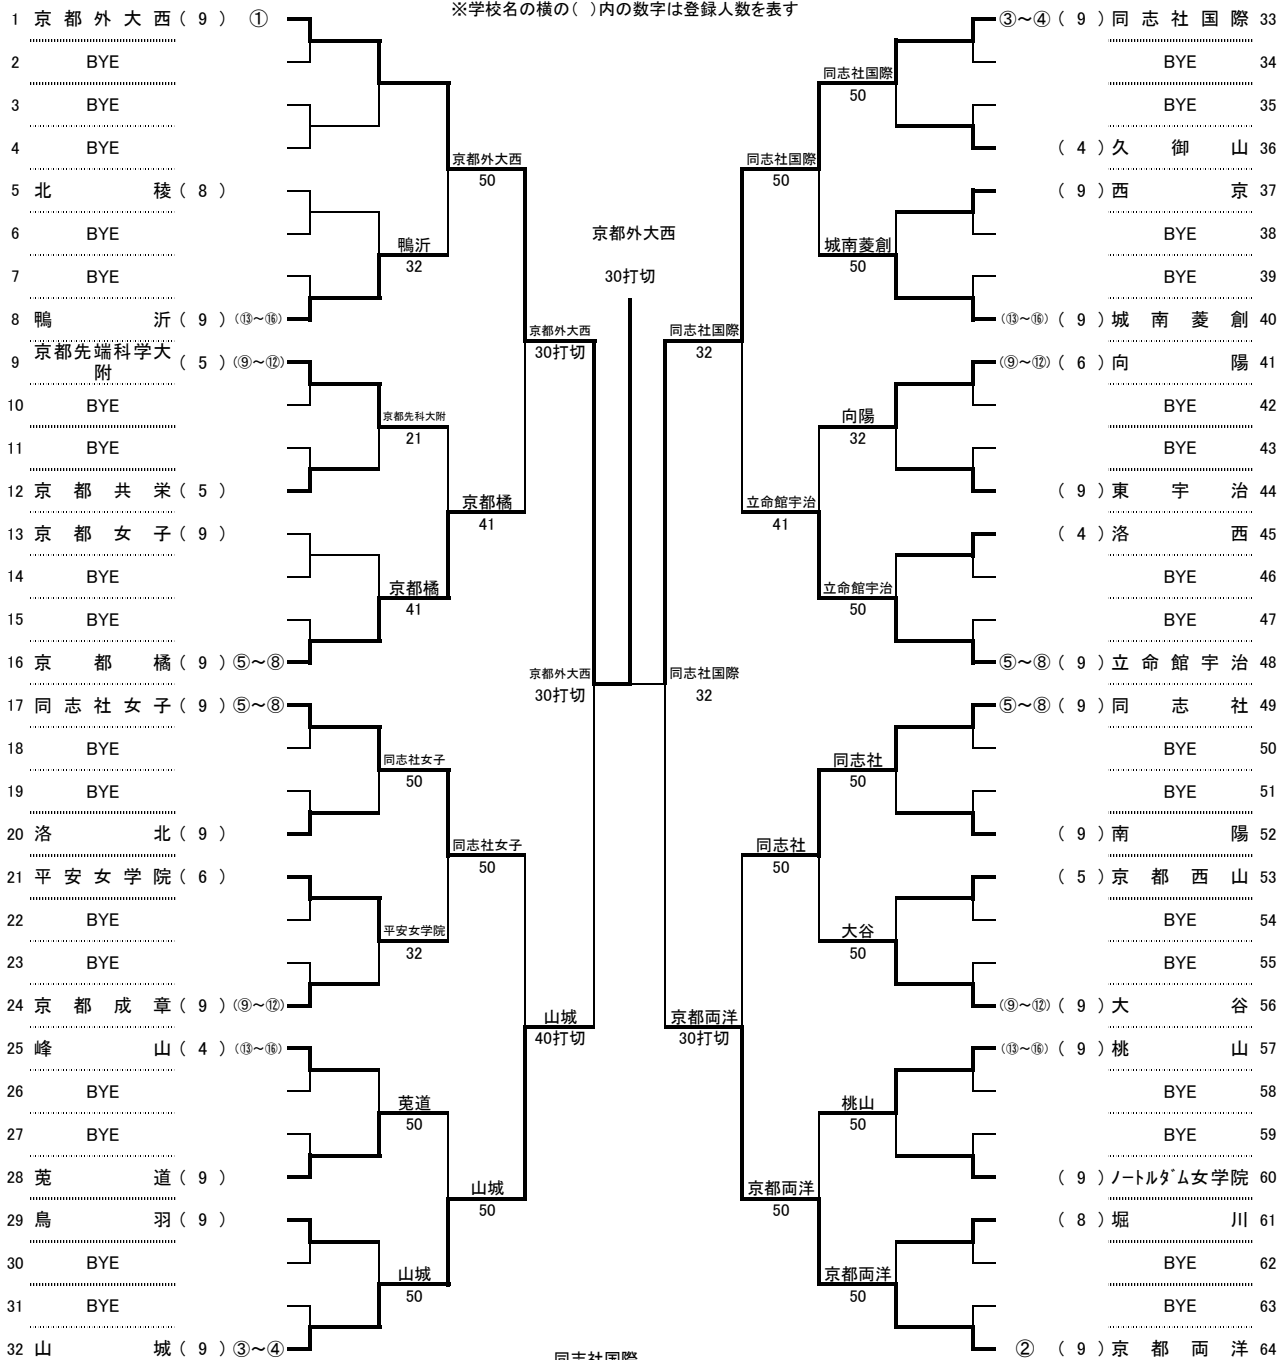 ※学校名の横の( )内の数字は登録人数を表す
1 京都外大西 ( 9 ) ①
2 BYE
3 BYE
4 BYE
5 北稜 ( 8 )
6 BYE
7 BYE
8 鴨沂 ( 9 ) (⑬～⑯)
9 京都先端科学大附 ( 5 ) (⑨～⑫)
10 BYE
11 BYE
12 京都共栄 ( 5 )
13 京都女子 ( 9 )
14 BYE
15 BYE
16 京都橘 ( 9 ) ⑤～⑧
17 同志社女子 ( 9 ) ⑤～⑧
18 BYE
19 BYE
20 洛北 ( 9 )
21 平安女学院 ( 6 )
22 BYE
23 BYE
24 京都成章 ( 9 ) (⑨～⑫)
25 峰山 ( 4 ) (⑬～⑯)
26 BYE
27 BYE
28 莵道 ( 9 )
29 鳥羽 ( 9 )
30 BYE
31 BYE
32 山城 ( 9 ) ③～④
鴨沂
32
京都先科大附
21
京都橘
41
同志社女子
50
平安女学院
32
莵道
50
山城
50
京都外大西
50
京都橘
41
同志社女子
50
山城
50
京都外大西
30打切
山城
40打切
京都外大西
30打切
京都外大西
30打切
同志社国際
32
同志社国際
32
京都両洋
30打切
同志社国際
50
立命館宇治
41
同志社
50
京都両洋
50
同志社国際
50
城南菱創
50
向陽
32
立命館宇治
50
同志社
50
大谷
50
桃山
50
京都両洋
50
③～④ ( 9 ) 同志社国際 33
BYE 34
BYE 35
( 4 ) 久御山 36
( 9 ) 西京 37
BYE 38
BYE 39
(⑬～⑯) ( 9 ) 城南菱創 40
(⑨～⑫) ( 6 ) 向陽 41
BYE 42
BYE 43
( 9 ) 東宇治 44
( 4 ) 洛西 45
BYE 46
BYE 47
⑤～⑧ ( 9 ) 立命館宇治 48
⑤～⑧ ( 9 ) 同志社 49
BYE 50
BYE 51
( 9 ) 南陽 52
( 5 ) 京都西山 53
BYE 54
BYE 55
(⑨～⑫) ( 9 ) 大谷 56
(⑬～⑯) ( 9 ) 桃山 57
BYE 58
BYE 59
( 9 ) ノートルダム女学院 60
( 8 ) 堀川 61
BYE 62
BYE 63
② ( 9 ) 京都両洋 64
同志社国際